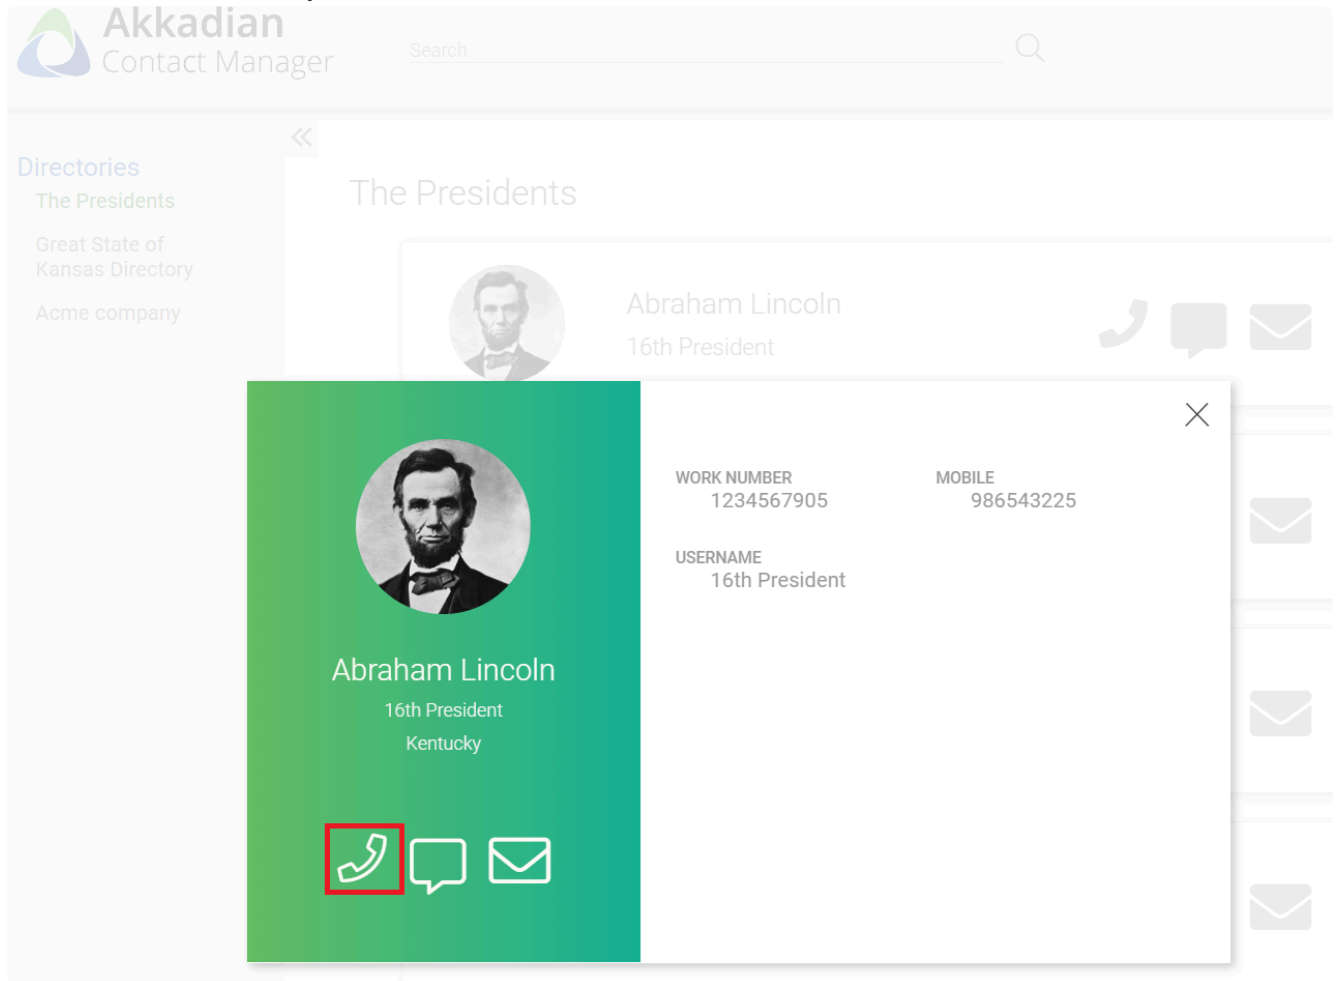 Akkadian
Contact Manager
Search
Directories
The Presidents
Great State of
Kansas Directory
Acme company
The Presidents
Abraham Lincoln
16th President
Abraham Lincoln
16th President
Kentucky
WORK NUMBER
1234567905
MOBILE
986543225
USERNAME
16th President